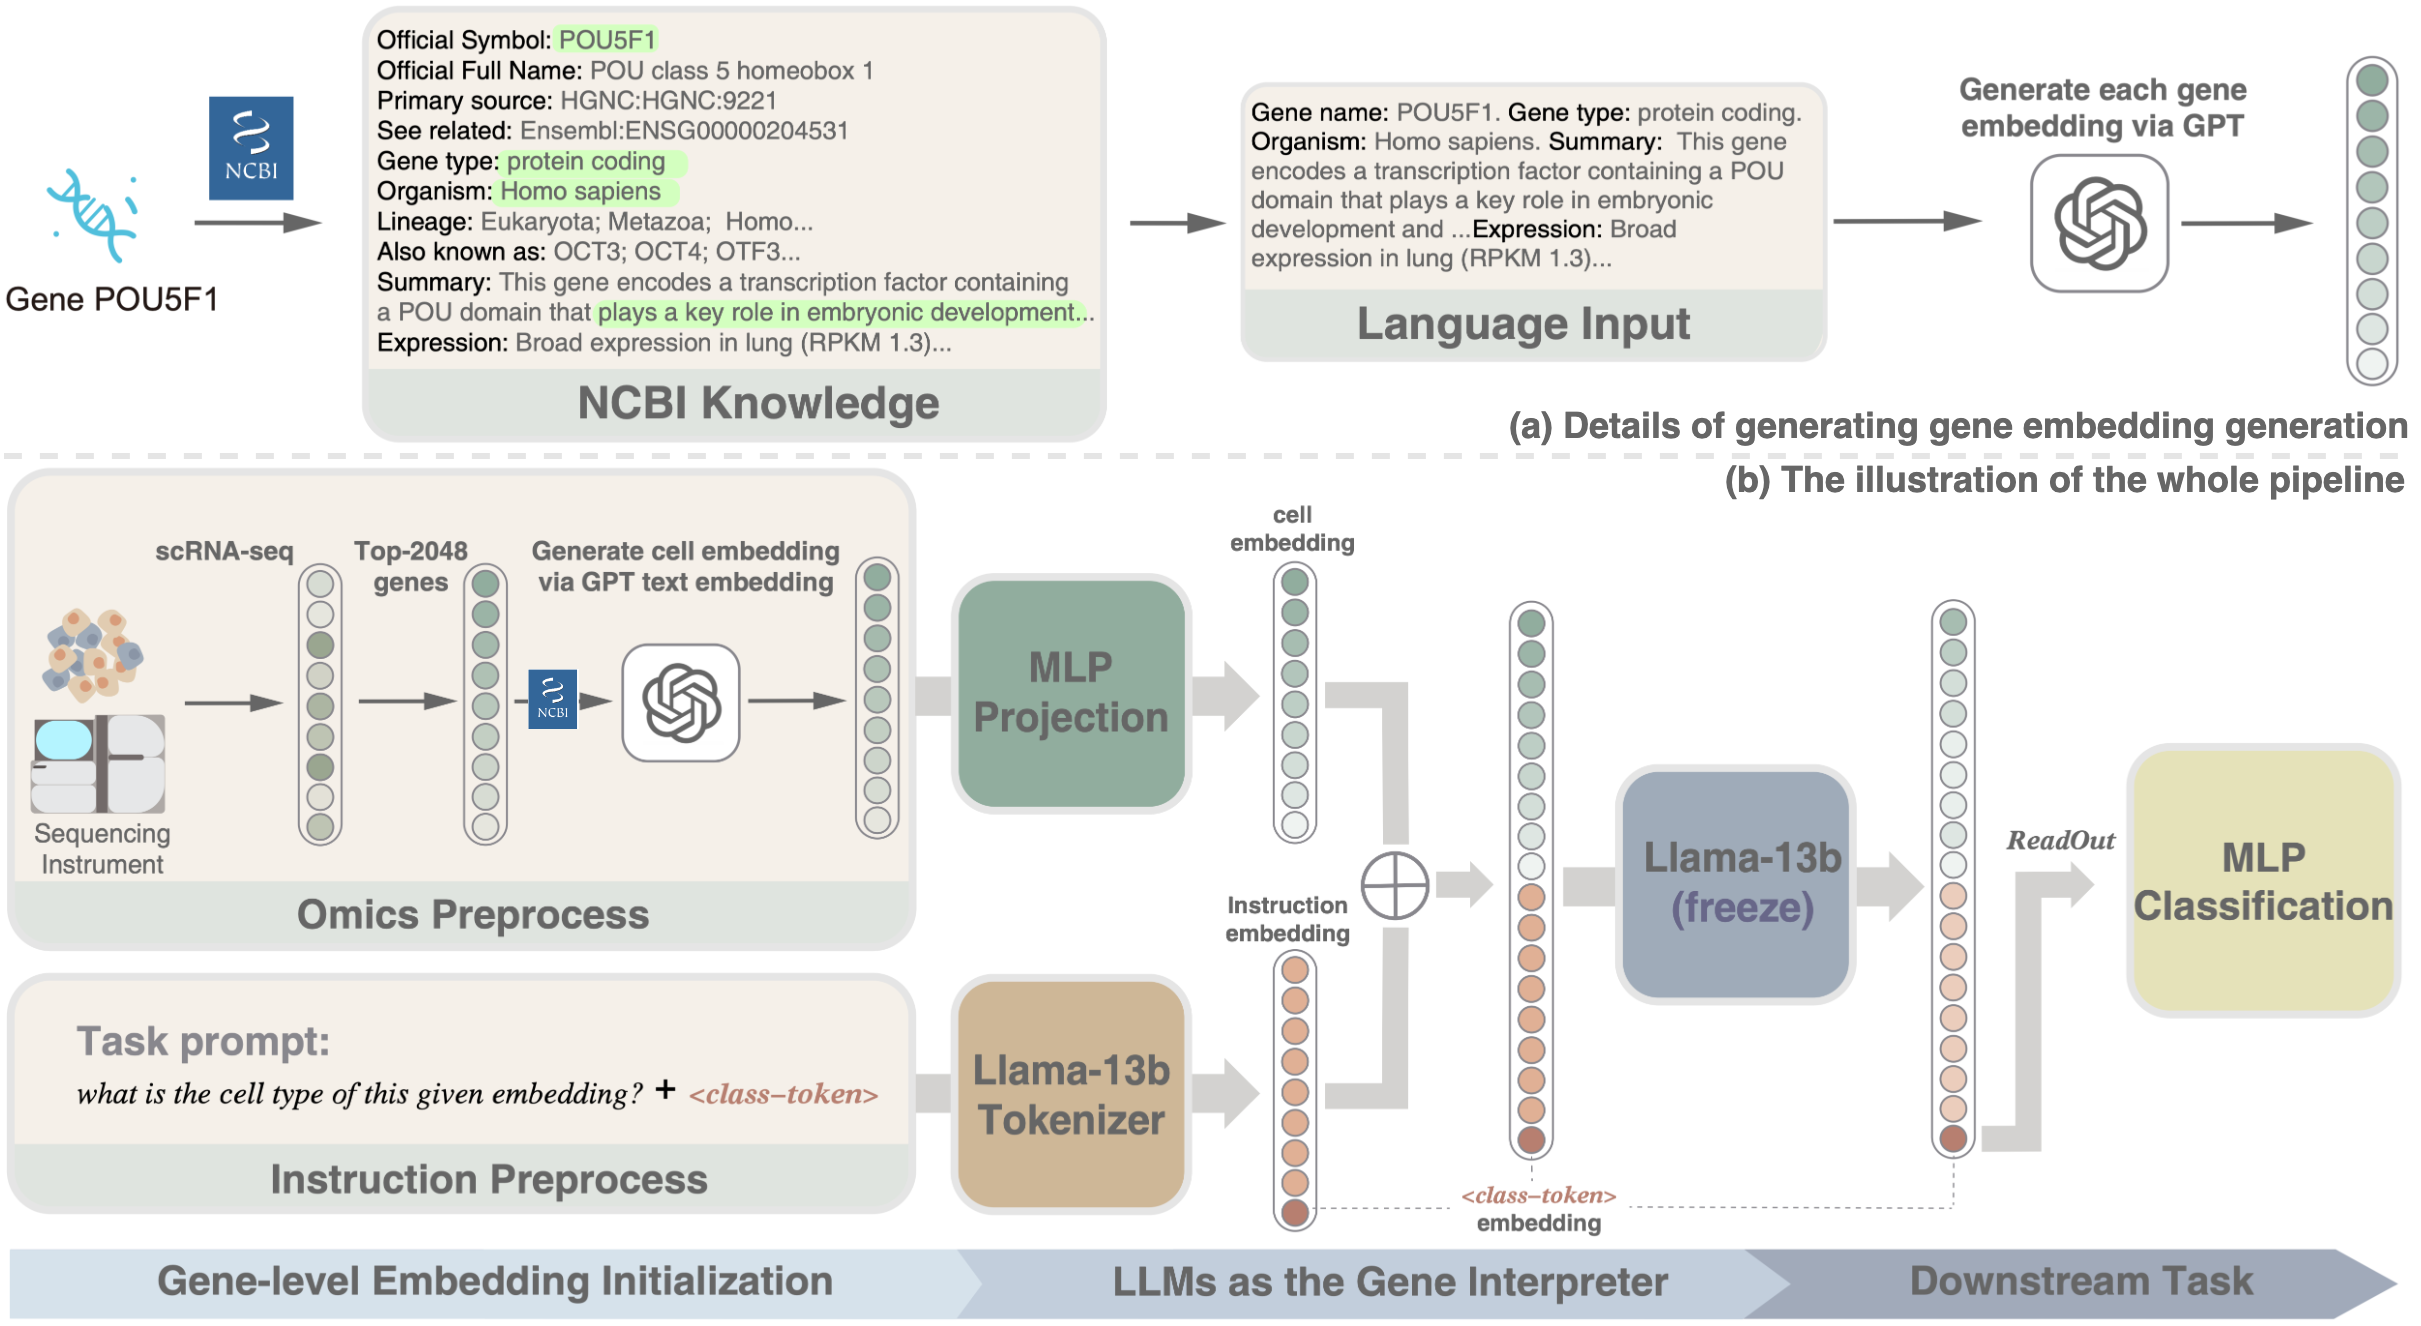 Gene POU5F1
NCBI
Official Symbol: POU5F1
Official Full Name: POU class 5 homeobox 1
Primary source: HGNC:HGNC:9221
See related: Ensembl:ENSG00000204531
Gene type: protein coding
Organism: Homo sapiens
Lineage: Eukaryota; Metazoa; Homo...
Also known as: OCT3; OCT4; OTF3...
Summary: This gene encodes a transcription factor containing
a POU domain that plays a key role in embryonic development...
Expression: Broad expression in lung (RPKM 1.3)...
NCBI Knowledge
Gene name: POU5F1. Gene type: protein coding.
Organism: Homo sapiens. Summary: This gene
encodes a transcription factor containing a POU
domain that plays a key role in embryonic
development and ...Expression: Broad
expression in lung (RPKM 1.3)...
Language Input
Generate each gene
embedding via GPT
(a) Details of generating gene embedding generation
(b) The illustration of the whole pipeline
scRNA-seq
Top-2048
genes
Generate cell embedding
via GPT text embedding
NCBI
Sequencing
Instrument
Omics Preprocess
MLP
Projection
cell
embedding
Task prompt:
what is the cell type of this given embedding? + <class-token>
Instruction Preprocess
Llama-13b
Tokenizer
Instruction
embedding
Llama-13b
(freeze)
<class-token>
embedding
ReadOut
MLP
Classification
Gene-level Embedding Initialization
LLMs as the Gene Interpreter
Downstream Task